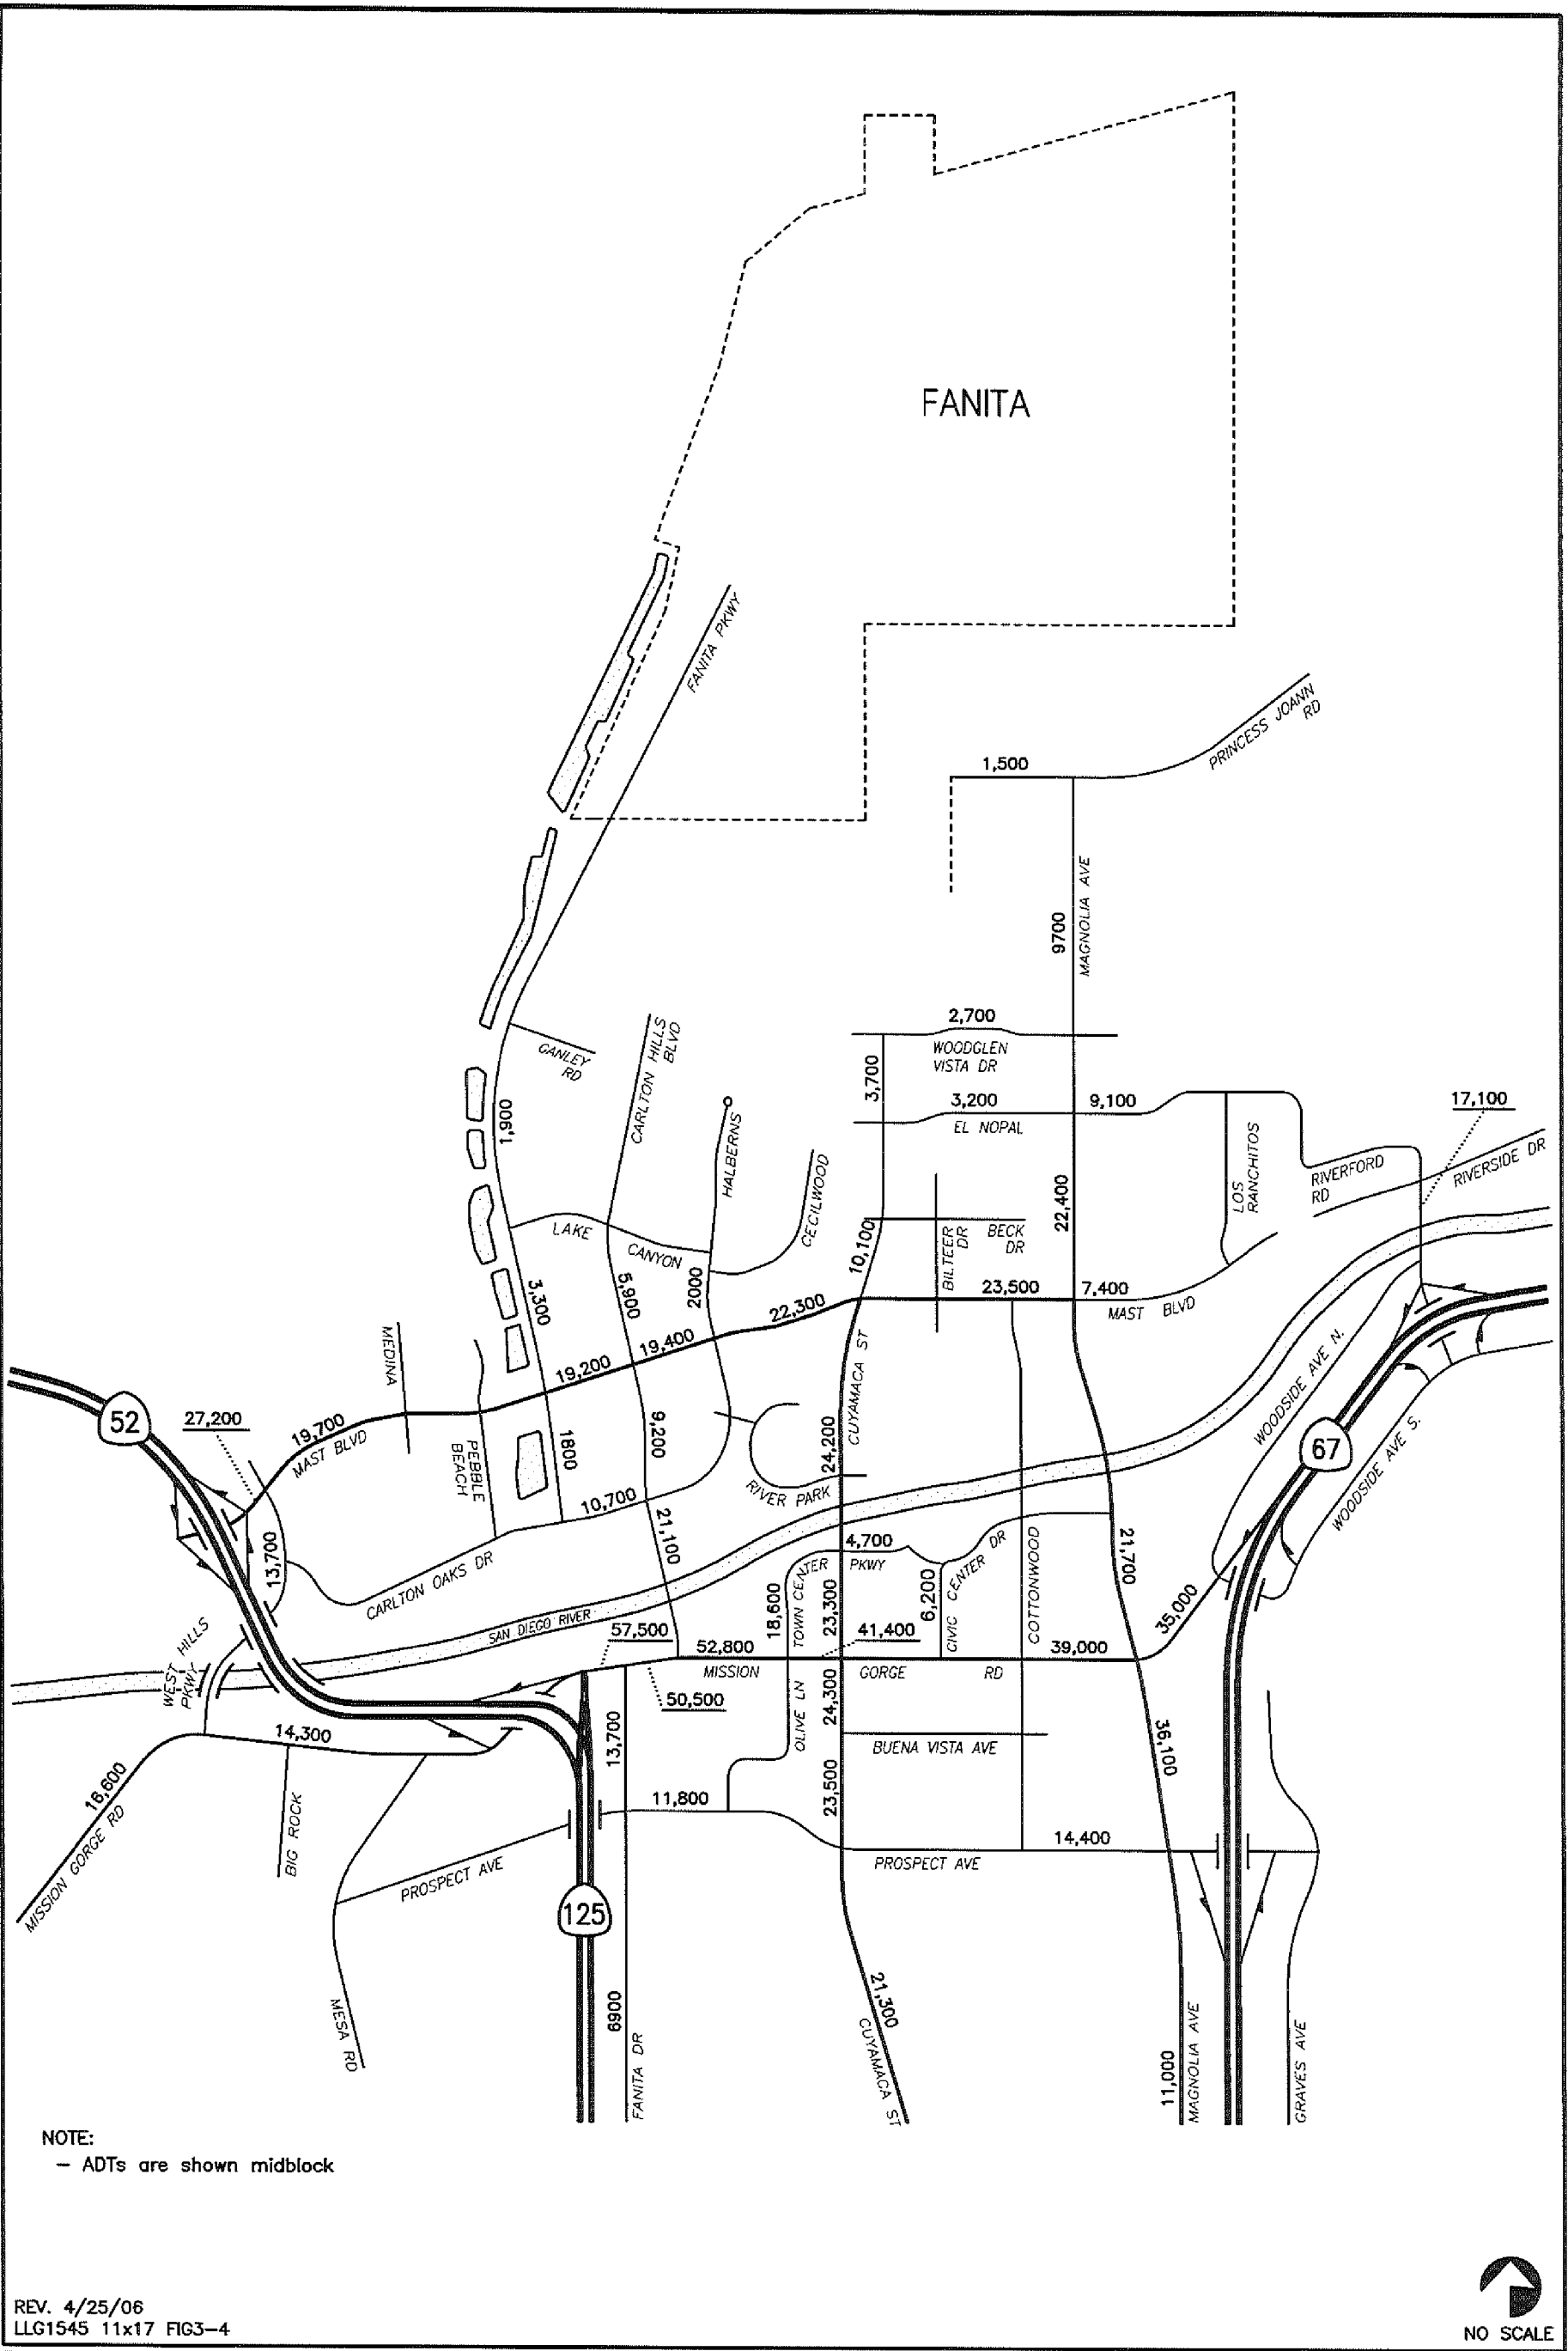 FANITA
FANITA PKWY
PRINCESS JOANN
RD
1,500
MAGNOLIA AVE
9700
2,700
WOODGLEN
VISTA DR
3,700
3,200
9,100
EL NOPAL
17,100
GANLEY
RD
CARLTON HILLS
BLVD
1,900
HALBERNS
CECILWOOD
LOS
RANCHITOS
RIVERFORD
RD
RIVERSIDE DR
22,400
LAKE
CANYON
10,100
BILTEER
DR
BECK
DR
3,300
5,900
2000
22,300
23,500
7,400
MAST BLVD
MEDINA
19,200
19,400
CUYAMACA ST
WOODSIDE AVE N.
52
27,200
19,700
MAST BLVD
PEBBLE
BEACH
1800
9,200
24,200
67
WOODSIDE AVE S.
10,700
RIVER PARK
21,100
13,700
CARLTON OAKS DR
4,700
TOWN CENTER
PKWY
CIVIC CENTER DR
COTTONWOOD
21,700
18,600
23,300
6,200
35,000
SAN DIEGO RIVER
WEST HILLS
PKWY
57,500
52,800
41,400
39,000
MISSION
GORGE
RD
50,500
OLIVE LN
24,300
14,300
13,700
BUENA VISTA AVE
36,100
MISSION GORGE RD
BIG ROCK
11,800
23,500
14,400
PROSPECT AVE
PROSPECT AVE
125
MESA RD
6900
FANITA DR
21,300
CUYAMACA ST
11,000
MAGNOLIA AVE
GRAVES AVE
NOTE:
– ADTs are shown midblock
REV. 4/25/06
LLG1545 11x17 FIG3-4
NO SCALE